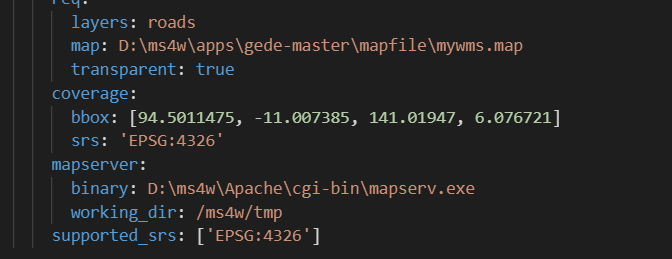 req:
layers: roads
map: D:\ms4w\apps\gede-master\mapfile\mywms.map
transparent: true
coverage:
bbox: [94.5011475, -11.007385, 141.01947, 6.076721]
srs: 'EPSG:4326'
mapserver:
binary: D:\ms4w\Apache\cgi-bin\mapserv.exe
working_dir: /ms4w/tmp
supported_srs: ['EPSG:4326']